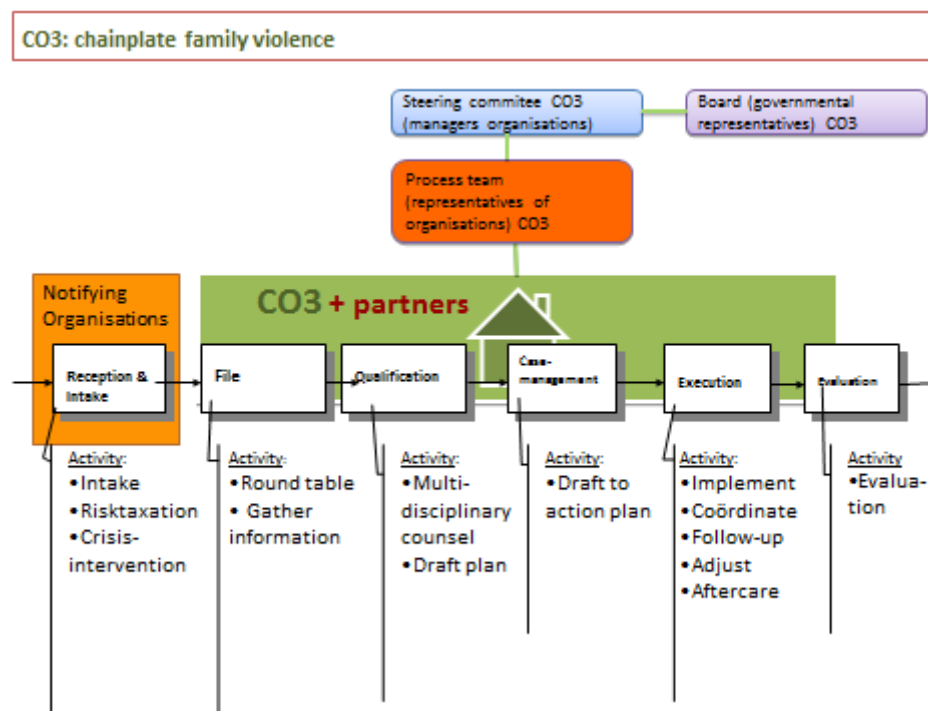 CO3: chainplate family violence
Steering commitee CO3
(managers organisations)
Board (governmental
representatives) CO3
Process team
(representatives of
organisations) CO3
Notifying
Organisations
CO3 + partners
Reception &
Intake
File
Qualification
Case-
management
Execution
Evaluation
Activity:
•Intake
•Risktaxation
•Crisis-
intervention
Activity:
•Round table
• Gather
information
Activity:
•Multi-
disciplinary
counsel
•Draft plan
Activity:
•Draft to
action plan
Activity:
•Implement
•Coördinate
•Follow-up
•Adjust
•Aftercare
Activity
•Evalua-
tion